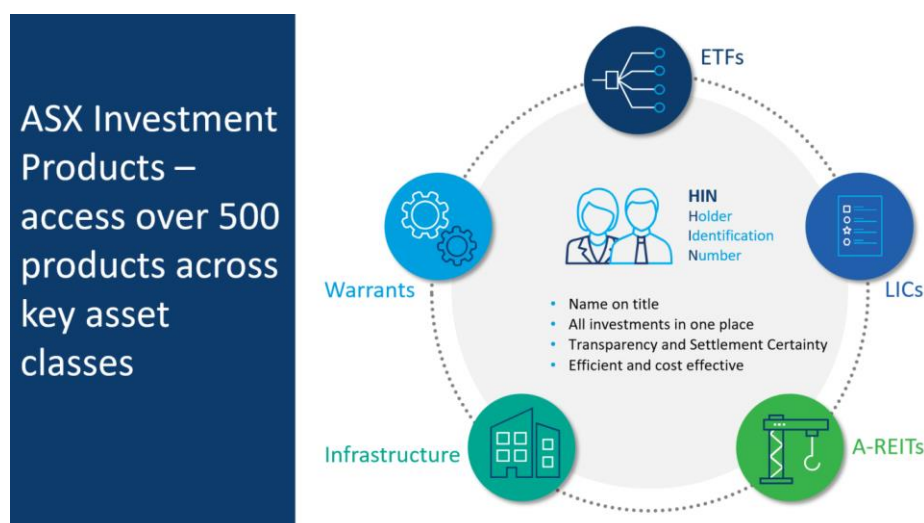 ASX Investment
Products –
access over 500
products across
key asset
classes
ETFs
HIN
Holder
Identification
Number
Warrants
LICs
• Name on title
• All investments in one place
• Transparency and Settlement Certainty
• Efficient and cost effective
Infrastructure
A-REITs